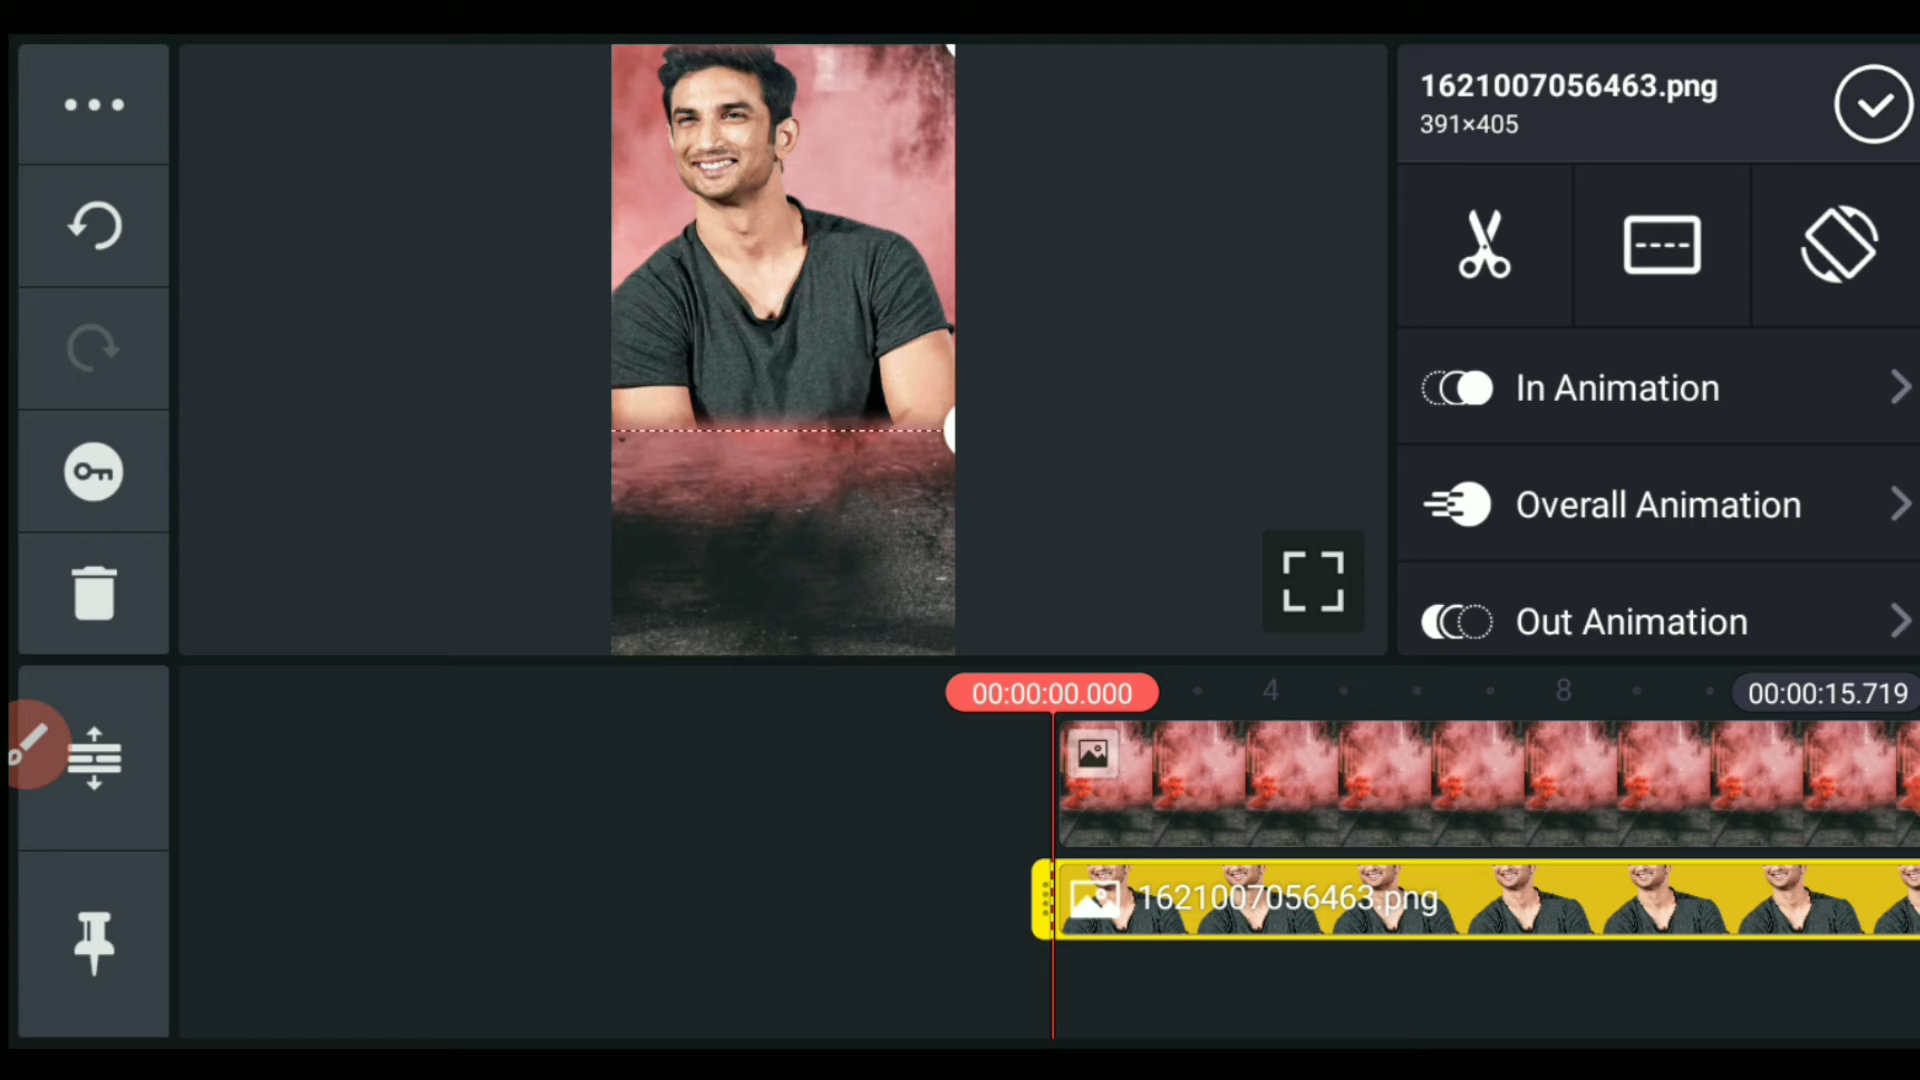 1621007056463.png
391×405
In Animation
Overall Animation
Out Animation
00:00:00.000
4
8
00:00:15.719
1621007056463.png